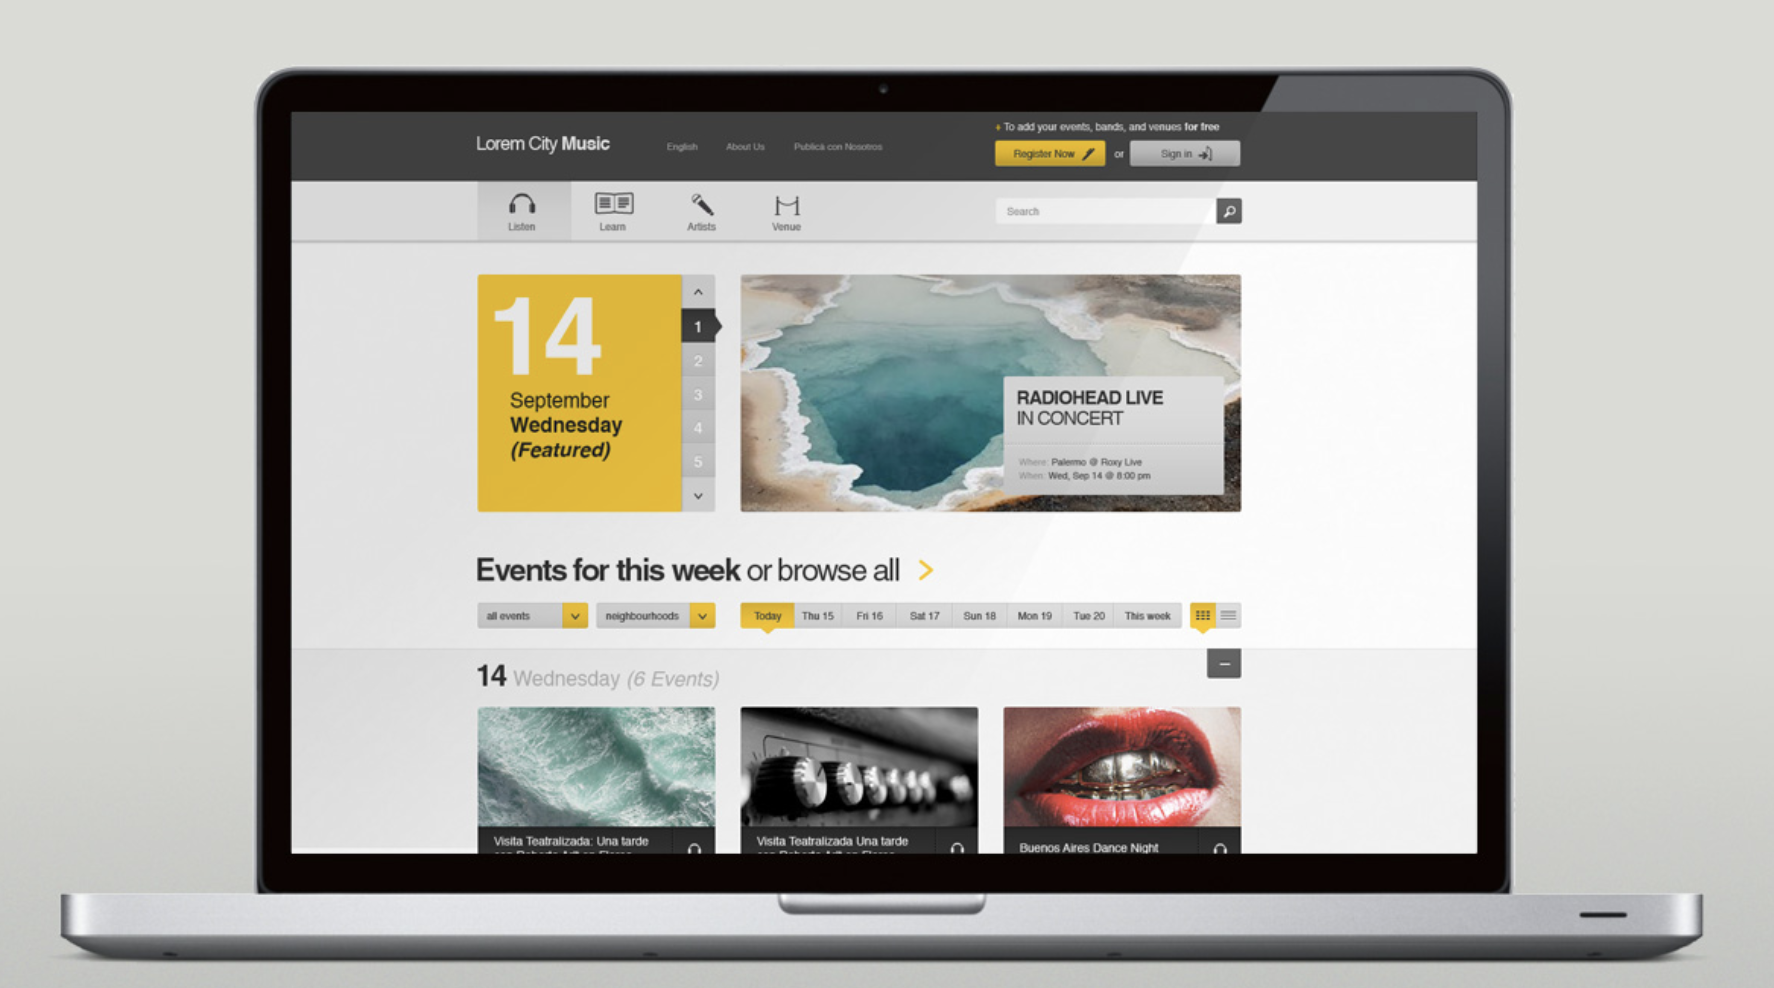 + To add your events, bands, and venues for free
Lorem City Music
English
About Us
Publicá con Nosotros
Register Now
or
Sign in
Listen
Learn
Artists
Venue
Search
14
September
Wednesday
(Featured)
1
2
3
4
5
RADIOHEAD LIVE
IN CONCERT
Where: Palermo @ Roxy Live
When: Wed, Sep 14 @ 8:00 pm
Events for this week or browse all >
all events
neighbourhoods
Today
Thu 15
Fri 16
Sat 17
Sun 18
Mon 19
Tue 20
This week
14 Wednesday (6 Events)
Visita Teatralizada: Una tarde
Visita Teatralizada Una tarde
Buenos Aires Dance Night